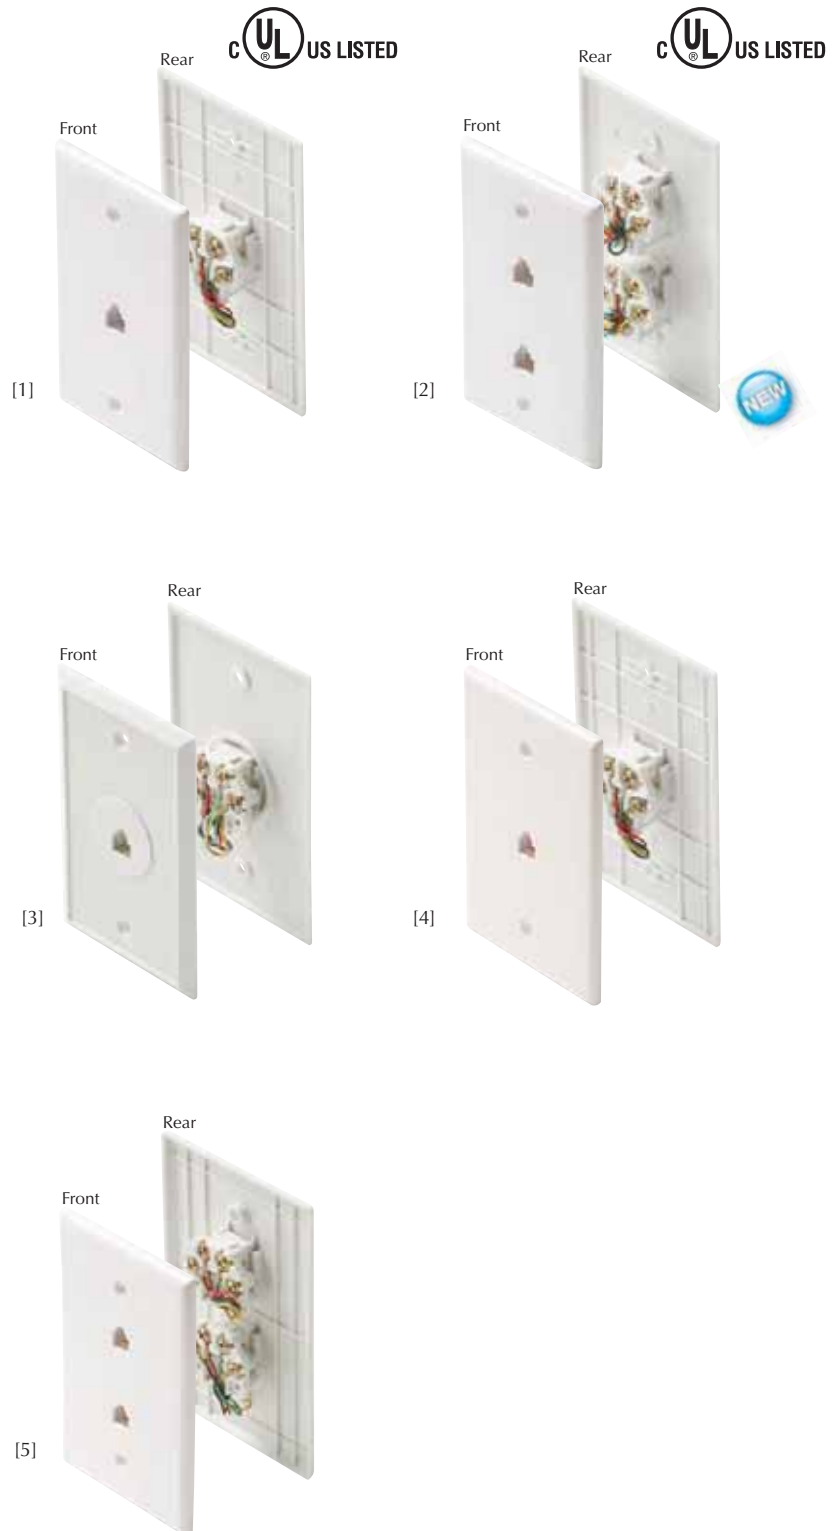 C UL ® US LISTED
Rear
Front
[1]
C UL ® US LISTED
Rear
Front
[2]
NEW
Rear
Front
[3]
Rear
Front
[4]
Rear
Front
[5]